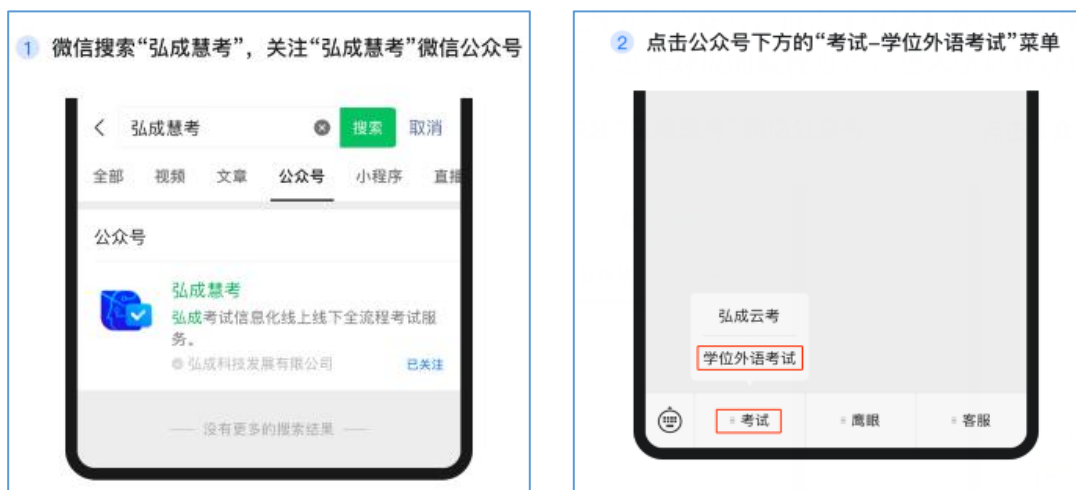 1 微信搜索“弘成慧考”，关注“弘成慧考”微信公众号
弘成慧考
搜索
取消
全部 视频 文章 公众号 小程序 直播
公众号
弘成慧考
弘成考试信息化线上线下全流程考试服
务。
弘成科技发展有限公司
已关注
没有更多的搜索结果
2 点击公众号下方的“考试–学位外语考试”菜单
弘成云考
学位外语考试
考试
鹰眼
客服